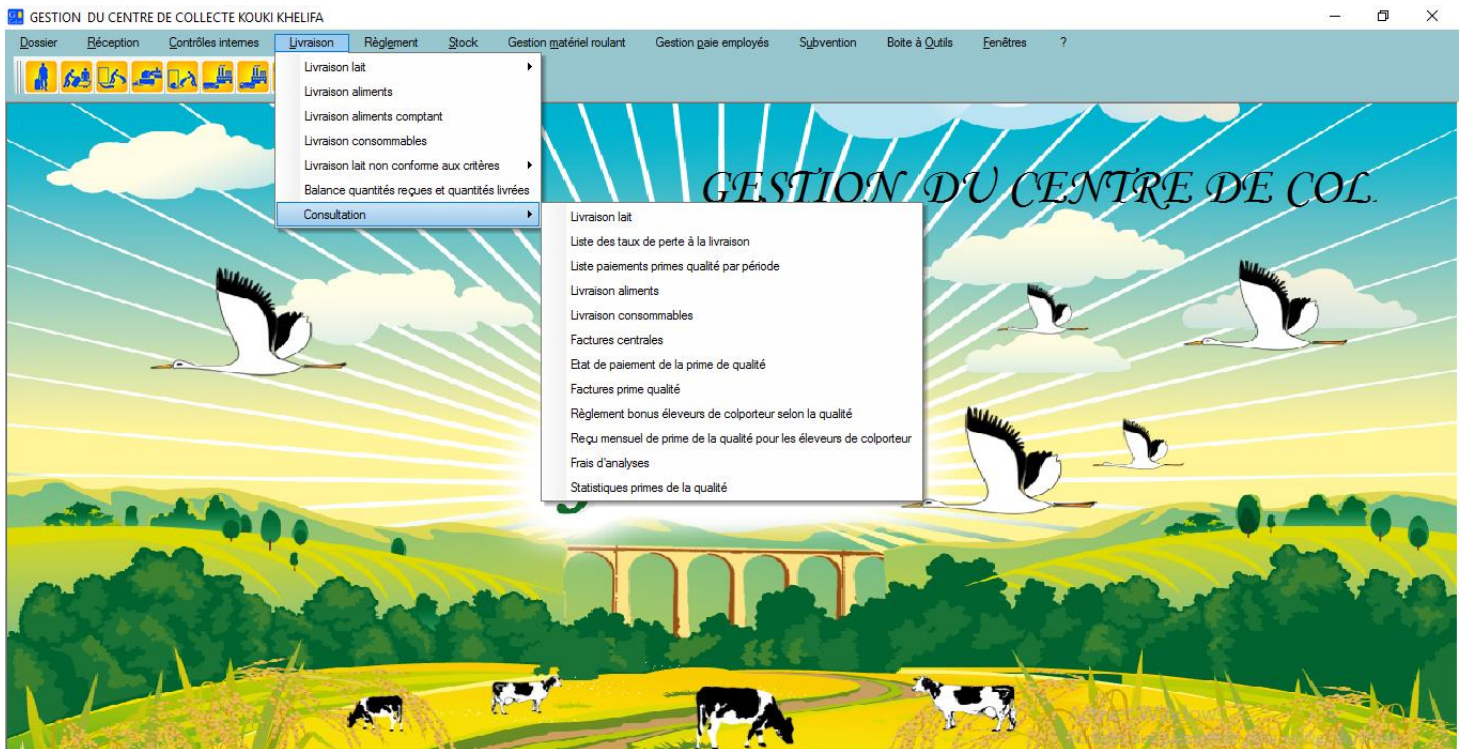 GESTION DU CENTRE DE COLLECTE KOUKI KHELIFA
Dossier Réception Contrôles internes Livraison Règlement Stock Gestion matériel roulant Gestion paie employés Subvention Boite à Outils Fenêtres ?
Livraison lait
Livraison aliments
Livraison aliments comptant
Livraison consommables
Livraison lait non conforme aux critères
Balance quantités reçues et quantités livrées
Consultation
GESTION DU CENTRE DE COL
Livraison lait
Liste des taux de perte à la livraison
Liste paiements primes qualité par période
Livraison aliments
Livraison consommables
Factures centrales
Etat de paiement de la prime de qualité
Factures prime qualité
Règlement bonus éleveurs de colporteur selon la qualité
Reçu mensuel de prime de la qualité pour les éleveurs de colporteur
Frais d'analyses
Statistiques primes de la qualité